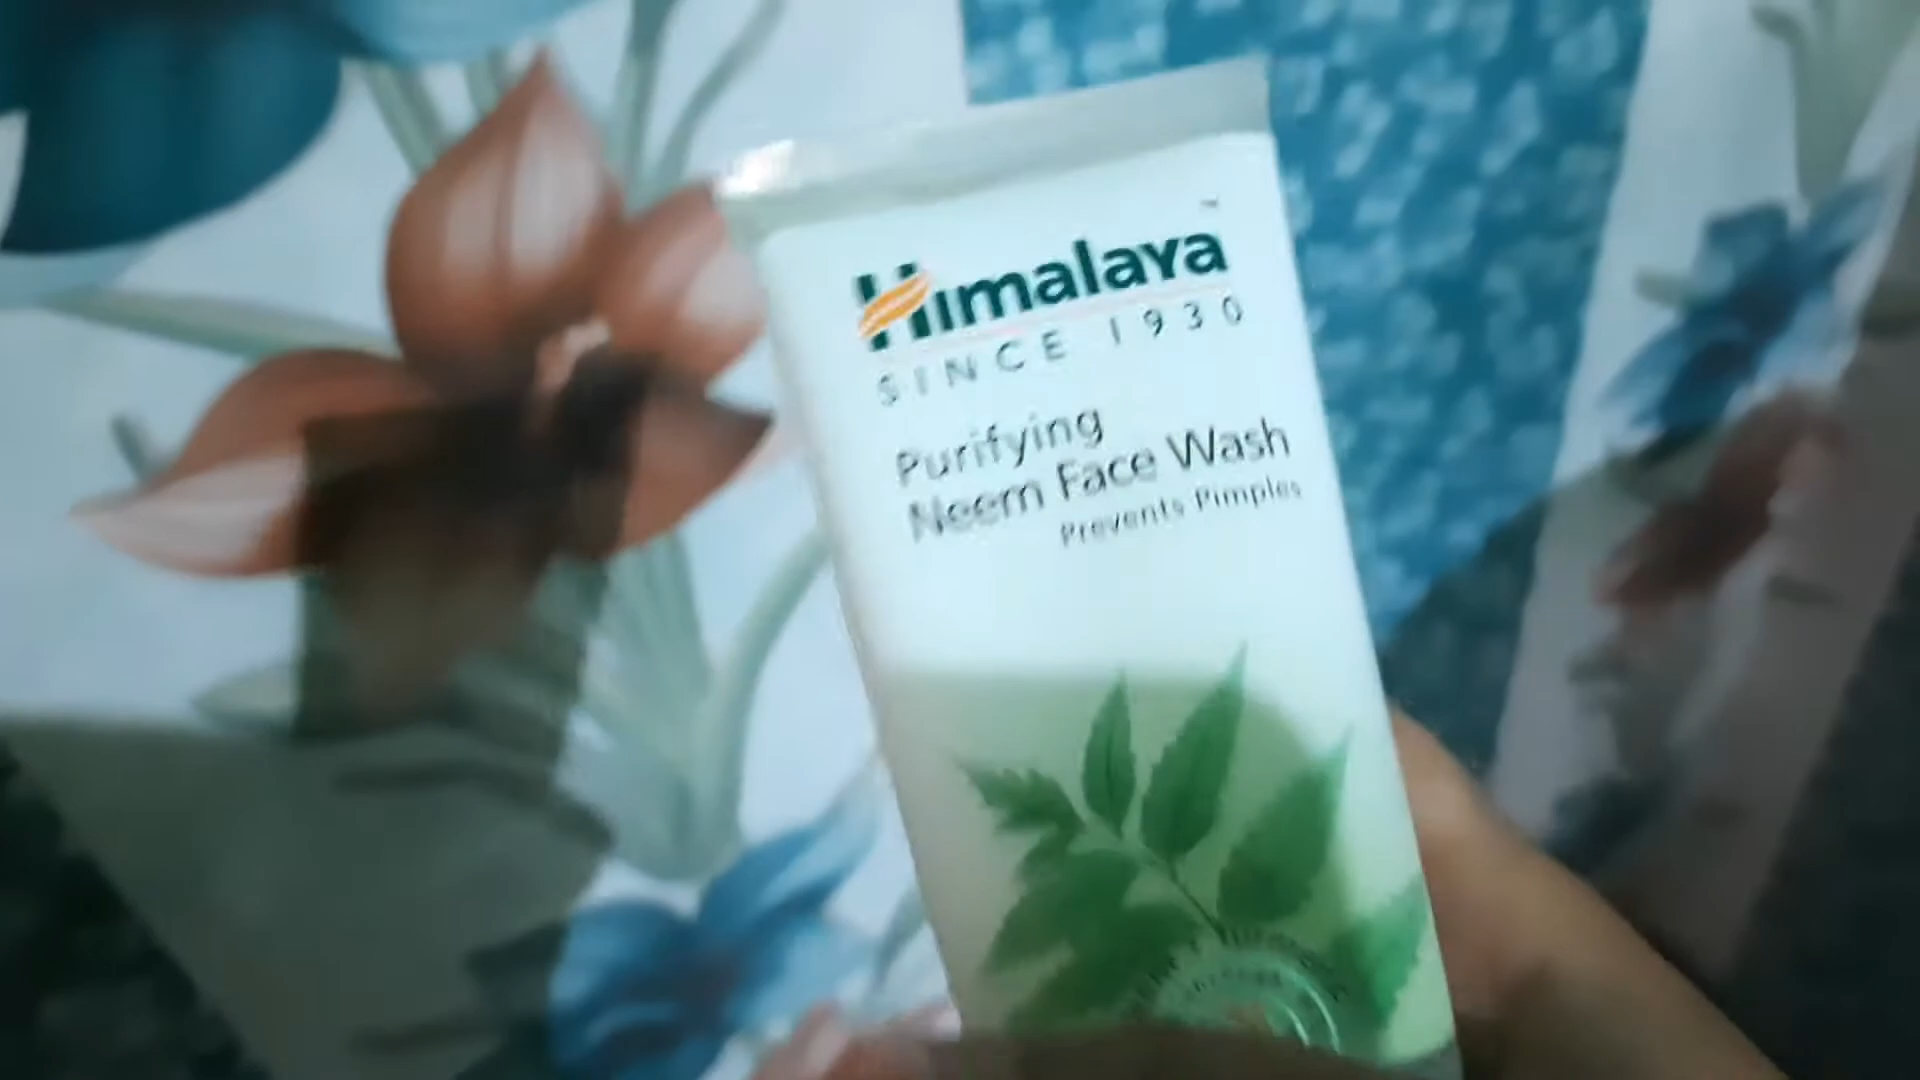 Himalaya
SINCE 1930
Purifying
Neem Face Wash
Prevents Pimples